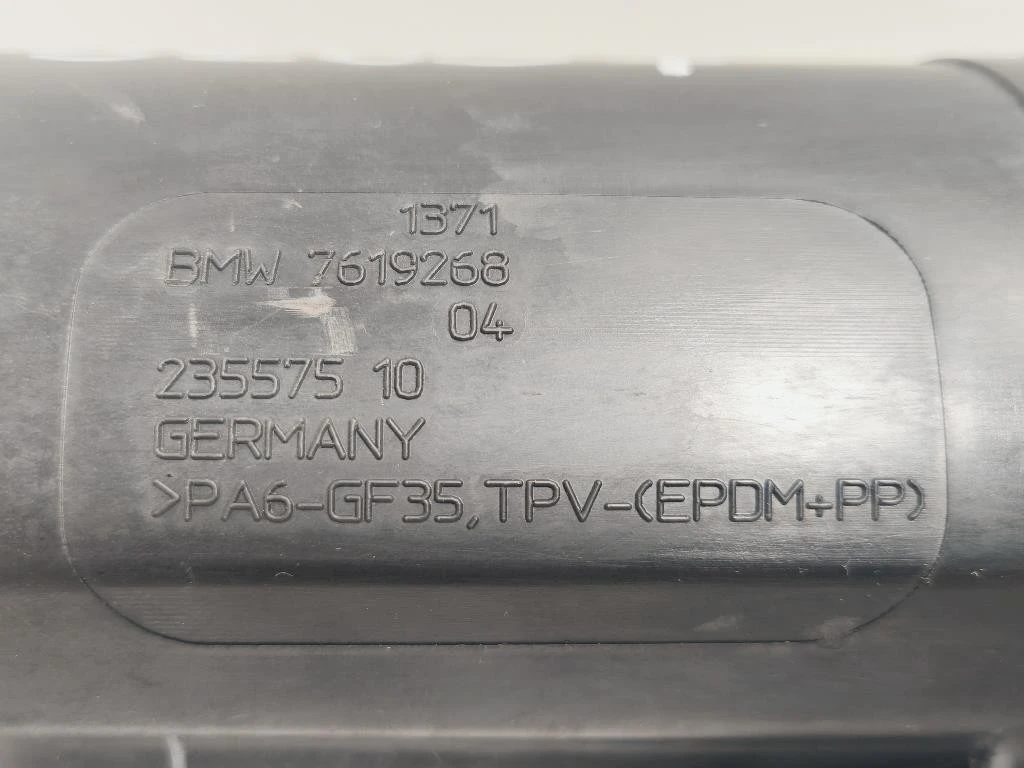 1371
BMW 7619268
04
235575 10
GERMANY
>PA6-GF35,TPV-(EPDM+PP)